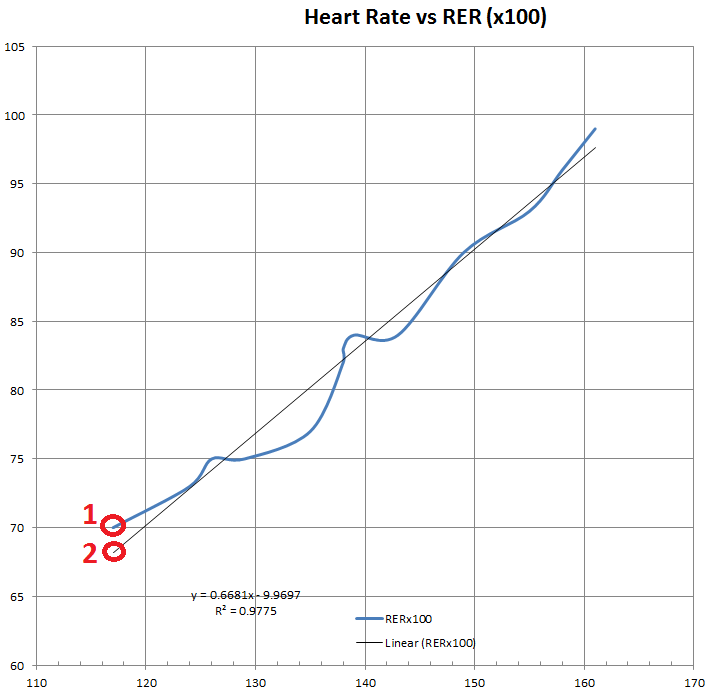 Heart Rate vs RER (x100)
105
100
95
90
85
80
75
70
65
60
1
2
y = 0.6681x - 9.9697
R² = 0.9775
RERx100
Linear (RERx100)
110 120 130 140 150 160 170